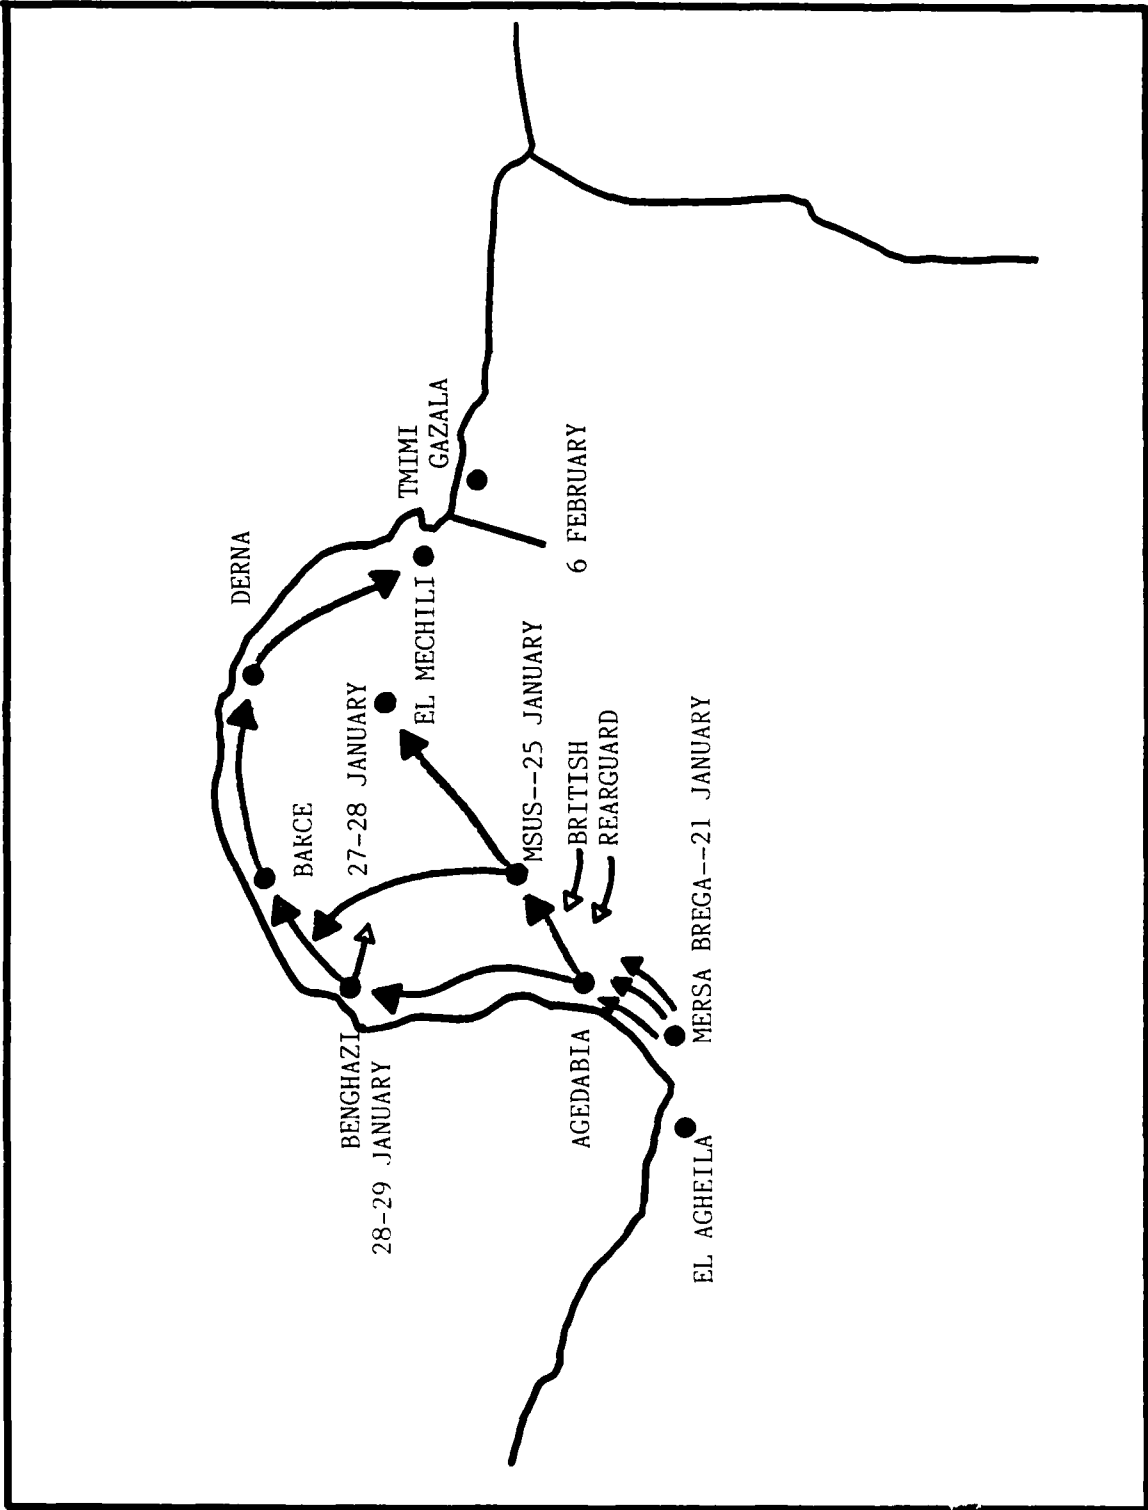 DERNA
BARCE
27-28 JANUARY
BENGHAZI
28-29 JANUARY
TMIMI
GAZALA
EL MECHILI
MSUS--25 JANUARY
6 FEBRUARY
BRITISH
REARGUARD
AGEDABIA
MERSA BREGA--21 JANUARY
EL AGHEILA